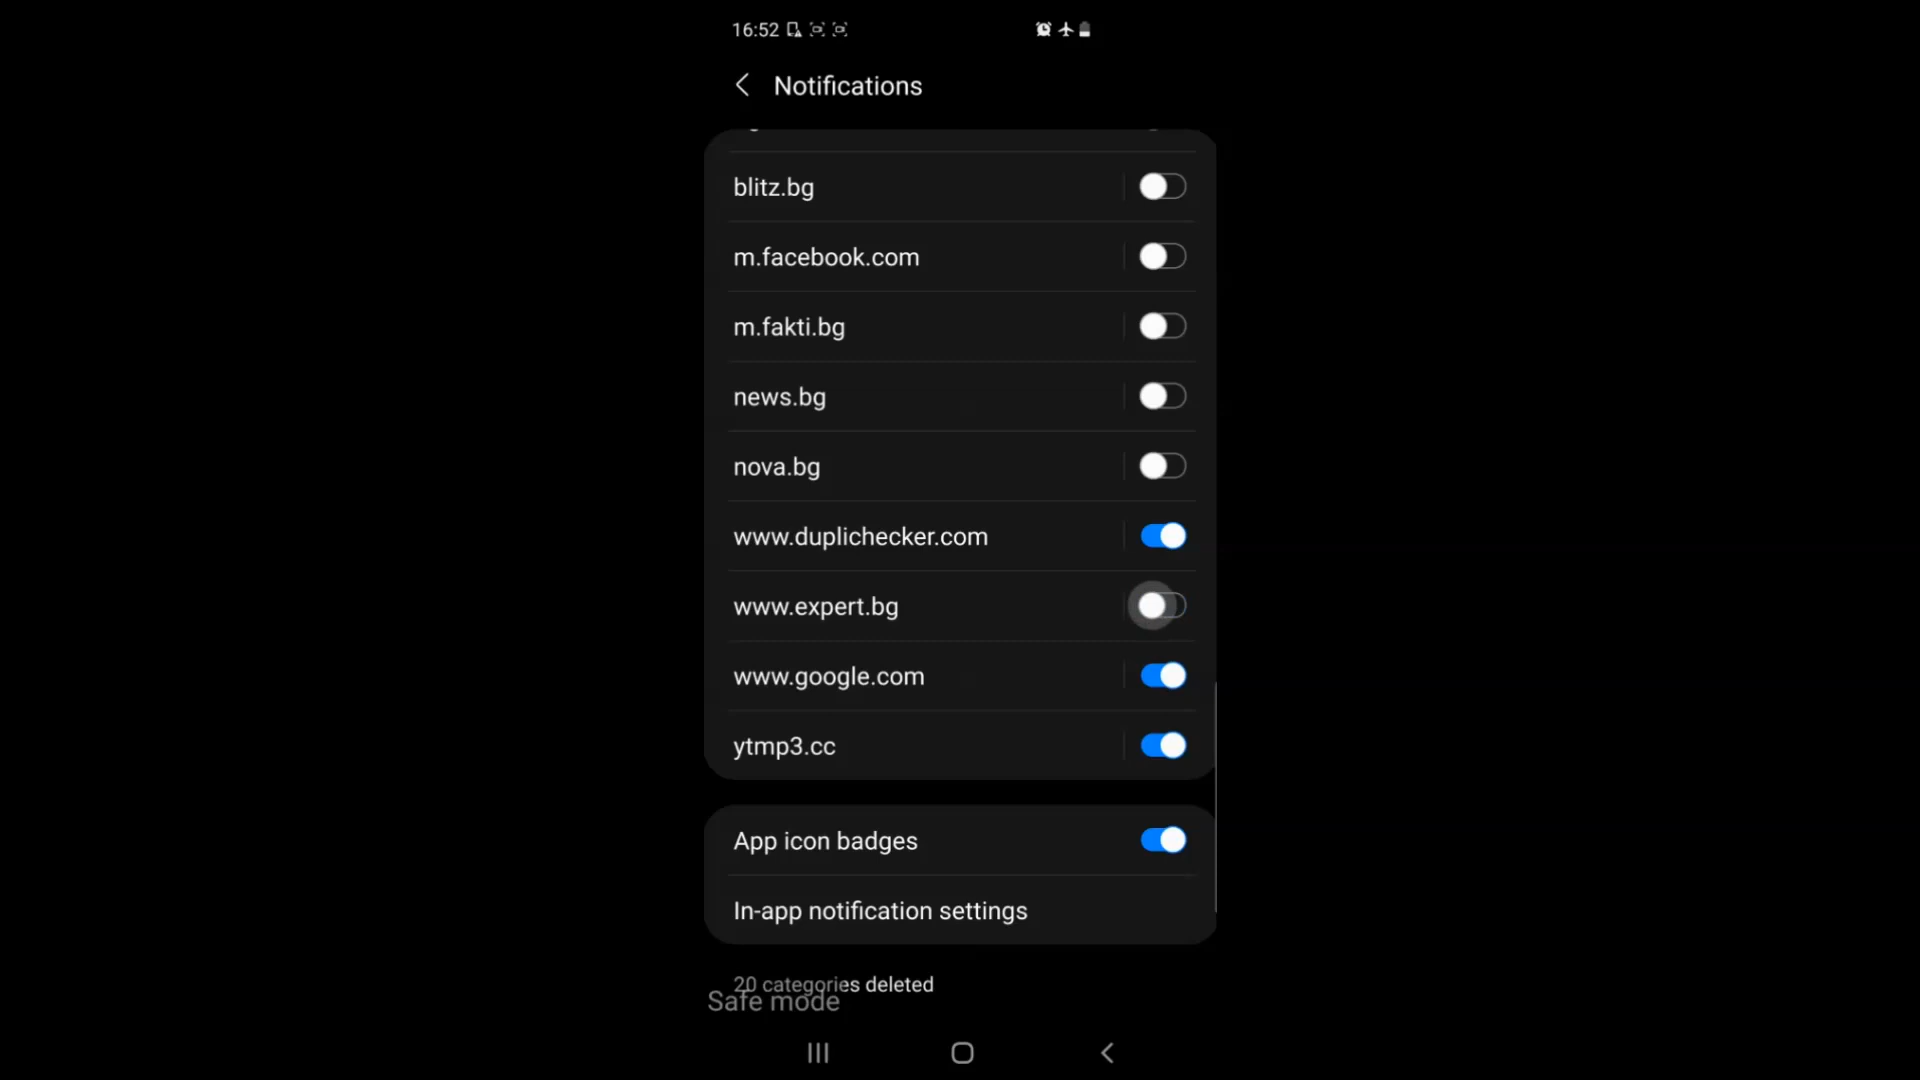 16:52
Notifications
blitz.bg
m.facebook.com
m.fakti.bg
news.bg
nova.bg
www.duplichecker.com
www.expert.bg
www.google.com
ytmp3.cc
App icon badges
In-app notification settings
20 categories deleted
Safe mode